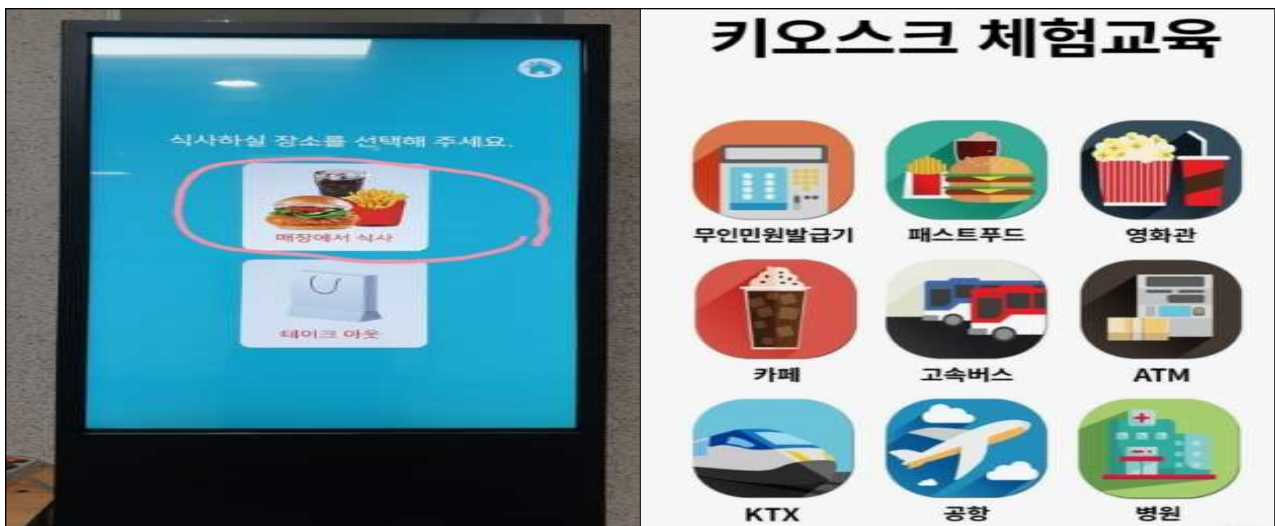 식사하실 장소를 선택해 주세요.
매장에서 식사
테이크 아웃
키오스크 체험교육
무인민원발급기 패스트푸드 영화관
카페 고속버스 ATM
KTX 공항 병원